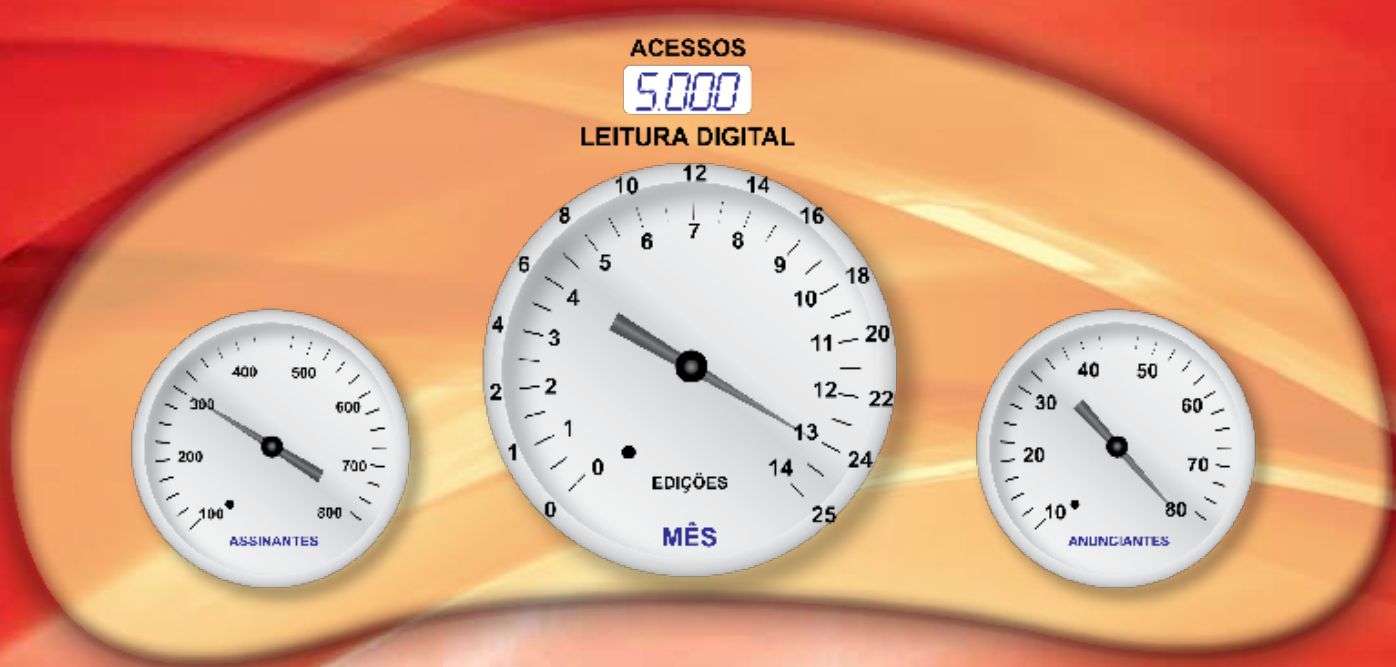 ACESSOS
5.000
LEITURA DIGITAL
0 1 2 4 6 8 10 12 14 16 18 20 22 24 25
0 1 2 3 4 5 6 7 8 9 10 11 12 13 14
EDIÇÕES
MÊS
100 200 300 400 500 600 700 800
ASSINANTES
10 20 30 40 50 60 70 80
ANUNCIANTES